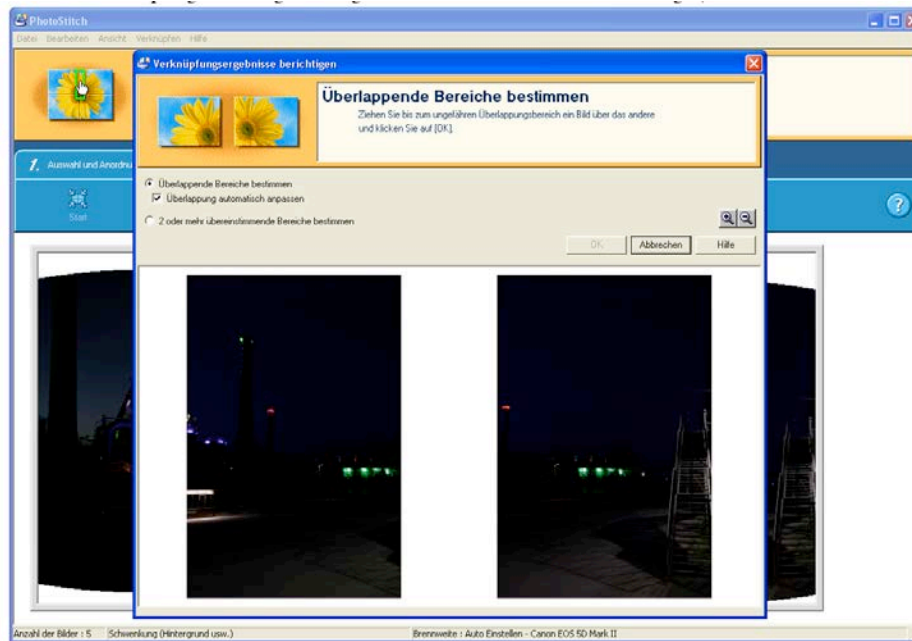 PhotoStitch
Datei Bearbeiten Ansicht Verknüpfen Hilfe
Verknüpfungsergebnisse berichtigen
Überlappende Bereiche bestimmen
Ziehen Sie bis zum ungefähren Überlappungsbereich ein Bild über das andere
und klicken Sie auf [OK].
1. Auswahl und Anordnu
Start
Überlappende Bereiche bestimmen
Überlappung automatisch anpassen
2 oder mehr übereinstimmende Bereiche bestimmen
OK Abbrechen Hilfe
Anzahl der Bilder : 5 Schwenkung (Hintergrund usw.) Brennweite : Auto Einstellen - Canon EOS 5D Mark II